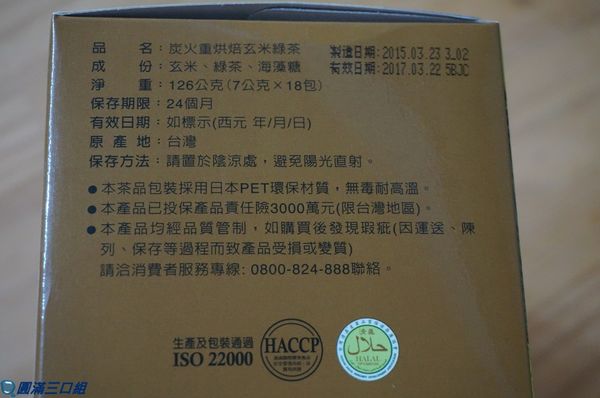 品　　名：炭火重烘焙玄米綠茶
製造日期:2015.03.23 3_02
成　　份：玄米、綠茶、海藻糖
有效日期:2017.03.22 5BJC
淨　　重：126公克(7公克×18包)
保存期限：24個月
有效日期：如標示(西元 年/月/日)
原 產 地：台灣
保存方法：請置於陰涼處，避免陽光直射。
●本茶品包裝採用日本PET環保材質，無毒耐高溫。
●本產品已投保產品責任險3000萬元(限台灣地區)。
●本產品均經品質管制，如購買後發現瑕疵(因運送、陳
列、保存等過程而致產品受損或變質)
請洽消費者服務專線: 0800-824-888聯絡。
生產及包裝通過
ISO 22000
HACCP
清真
حلال
HALAL
圓滿三口組